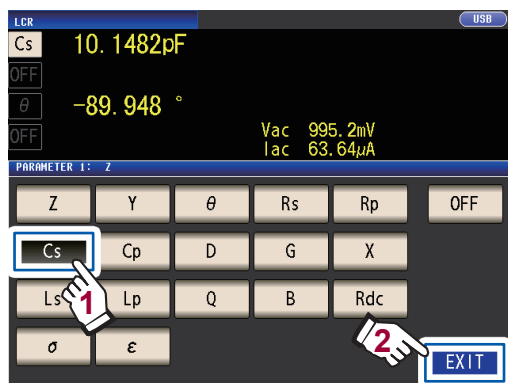 LCR USB
Cs 10.1482pF
OFF
θ -89.948 °
OFF Vac 995.2mV
Iac 63.64μA
PARAMETER 1: Z
Z Y θ Rs Rp OFF
Cs Cp D G X
Ls Lp Q B Rdc
1
2
σ ε EXIT